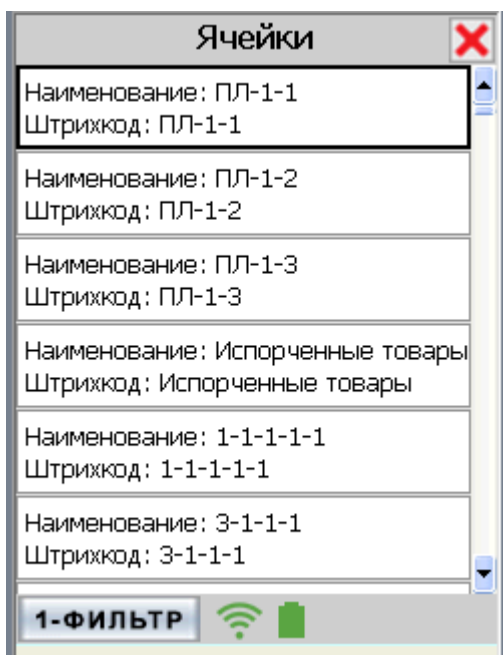 Ячейки
Наименование: ПЛ-1-1
Штрихкод: ПЛ-1-1
Наименование: ПЛ-1-2
Штрихкод: ПЛ-1-2
Наименование: ПЛ-1-3
Штрихкод: ПЛ-1-3
Наименование: Испорченные товары
Штрихкод: Испорченные товары
Наименование: 1-1-1-1-1
Штрихкод: 1-1-1-1-1
Наименование: 3-1-1-1
Штрихкод: 3-1-1-1
1-ФИЛЬТР